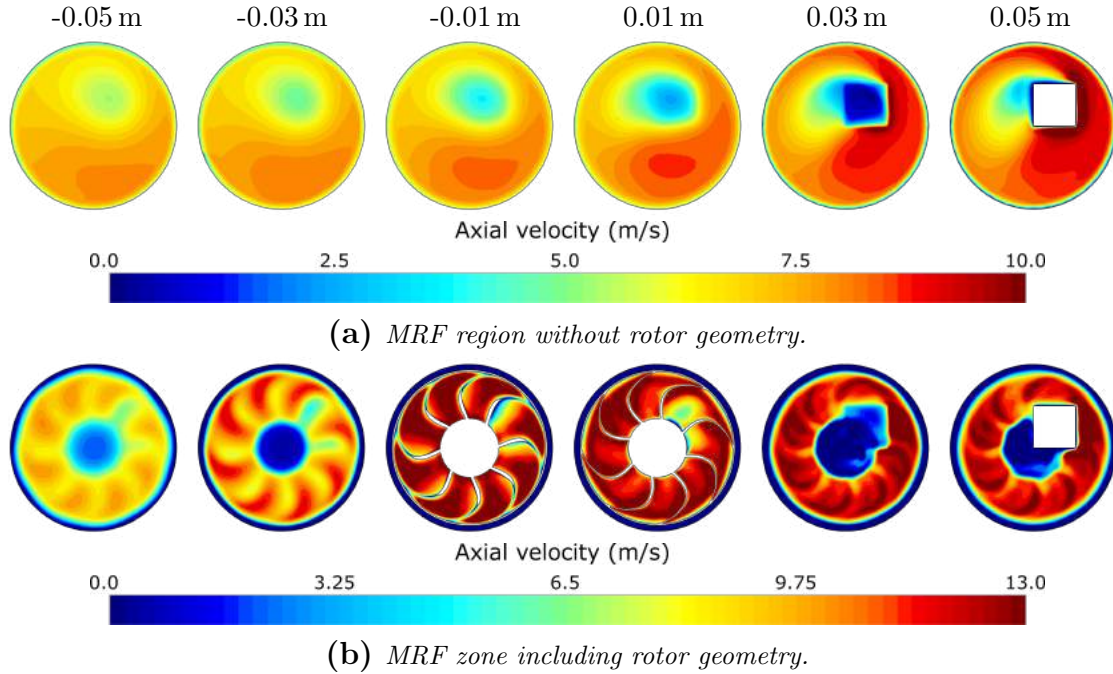 -0.05 m -0.03 m -0.01 m 0.01 m 0.03 m 0.05 m
Axial velocity (m/s)
0.0 2.5 5.0 7.5 10.0
(a) MRF region without rotor geometry.
Axial velocity (m/s)
0.0 3.25 6.5 9.75 13.0
(b) MRF zone including rotor geometry.